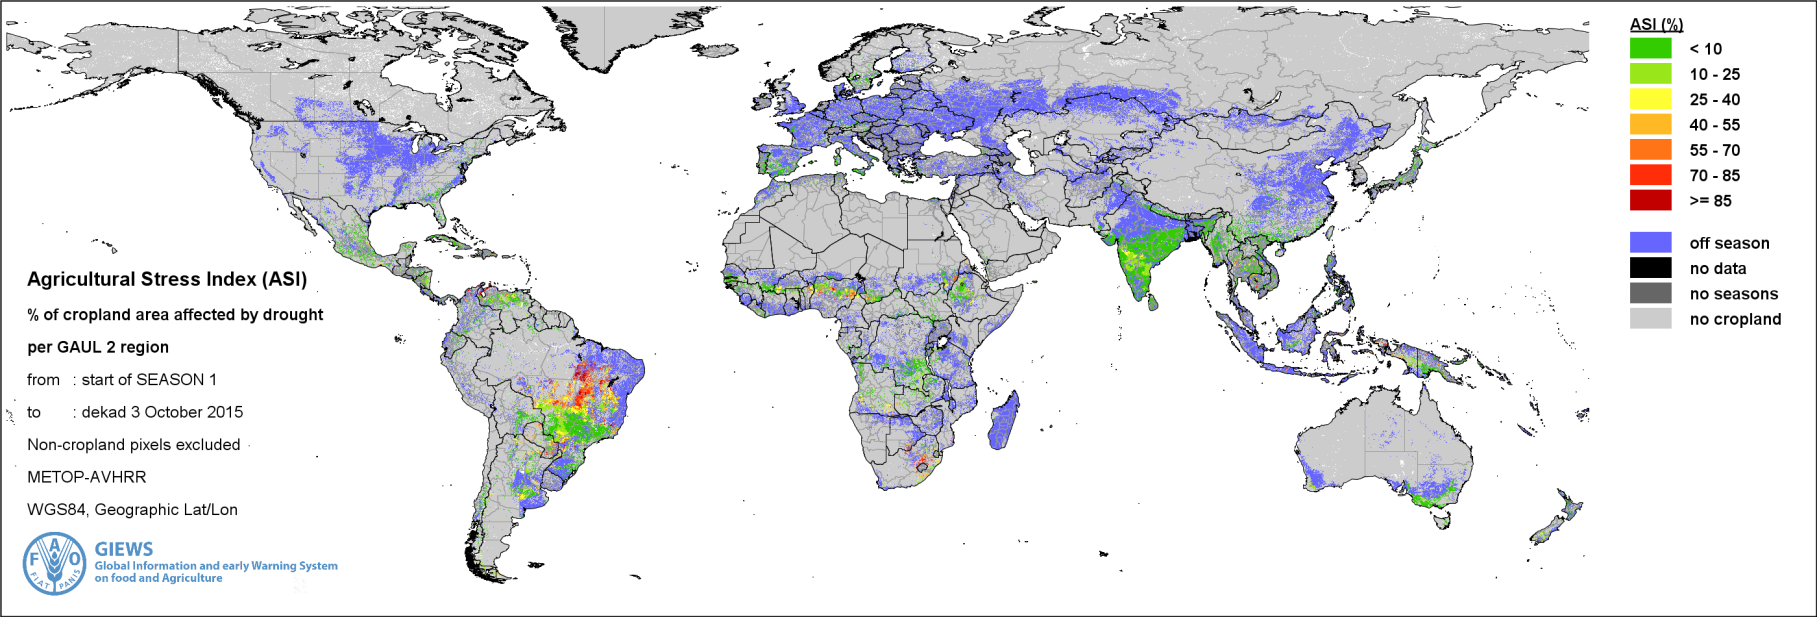 ASI (%)
< 10
10 - 25
25 - 40
40 - 55
55 - 70
70 - 85
>= 85
off season
no data
no seasons
no cropland
Agricultural Stress Index (ASI)
% of cropland area affected by drought
per GAUL 2 region
from : start of SEASON 1
to : dekad 3 October 2015
Non-cropland pixels excluded
METOP-AVHRR
WGS84, Geographic Lat/Lon
F A O
FIAT PANIS
GIEWS
Global Information and early Warning System
on food and Agriculture